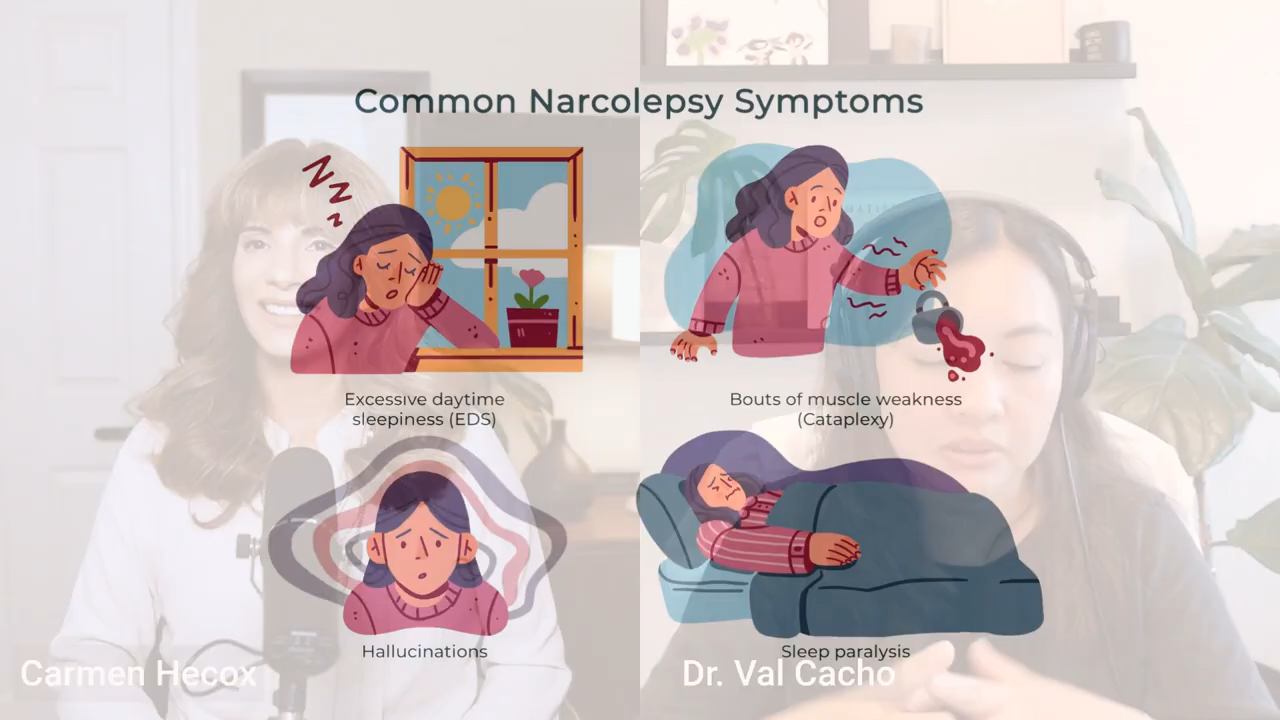 Common Narcolepsy Symptoms
Excessive daytime
sleepiness (EDS)
Bouts of muscle weakness
(Cataplexy)
Hallucinations
Sleep paralysis
Carmen Hecox
Dr. Val Cacho